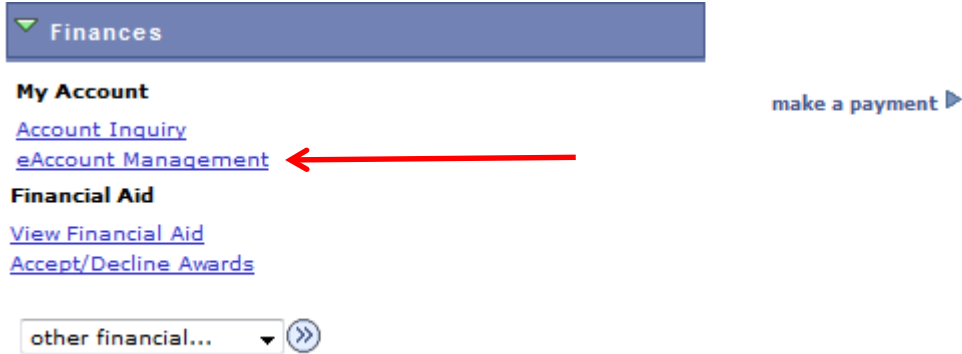 Finances
My Account
make a payment
Account Inquiry
eAccount Management
Financial Aid
View Financial Aid
Accept/Decline Awards
other financial...